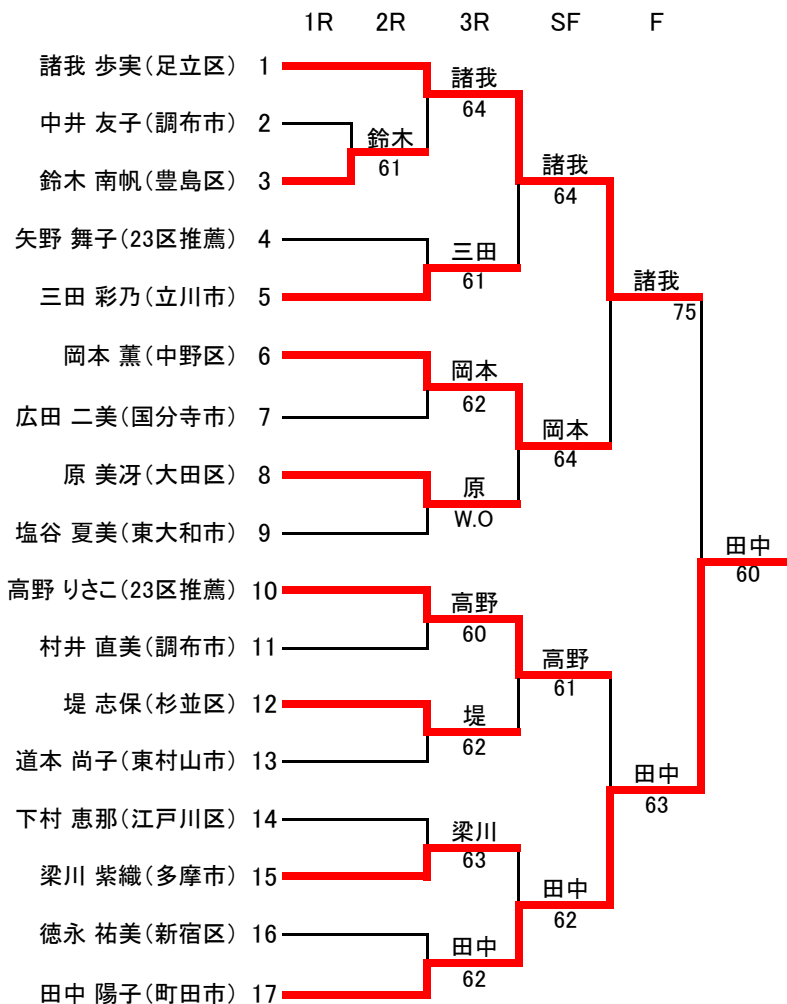 1R 2R 3R SF F
諸我 歩実(足立区) 1
諸我
64
中井 友子(調布市) 2
鈴木
61
鈴木 南帆(豊島区) 3
諸我
64
矢野 舞子(23区推薦) 4
三田
61
三田 彩乃(立川市) 5
諸我
75
岡本 薫(中野区) 6
岡本
62
広田 二美(国分寺市) 7
岡本
64
原 美冴(大田区) 8
原
W.O
塩谷 夏美(東大和市) 9
田中
60
高野 りさこ(23区推薦) 10
高野
60
村井 直美(調布市) 11
高野
61
堤 志保(杉並区) 12
堤
62
道本 尚子(東村山市) 13
田中
63
下村 恵那(江戸川区) 14
梁川
63
梁川 紫織(多摩市) 15
田中
62
徳永 祐美(新宿区) 16
田中
62
田中 陽子(町田市) 17